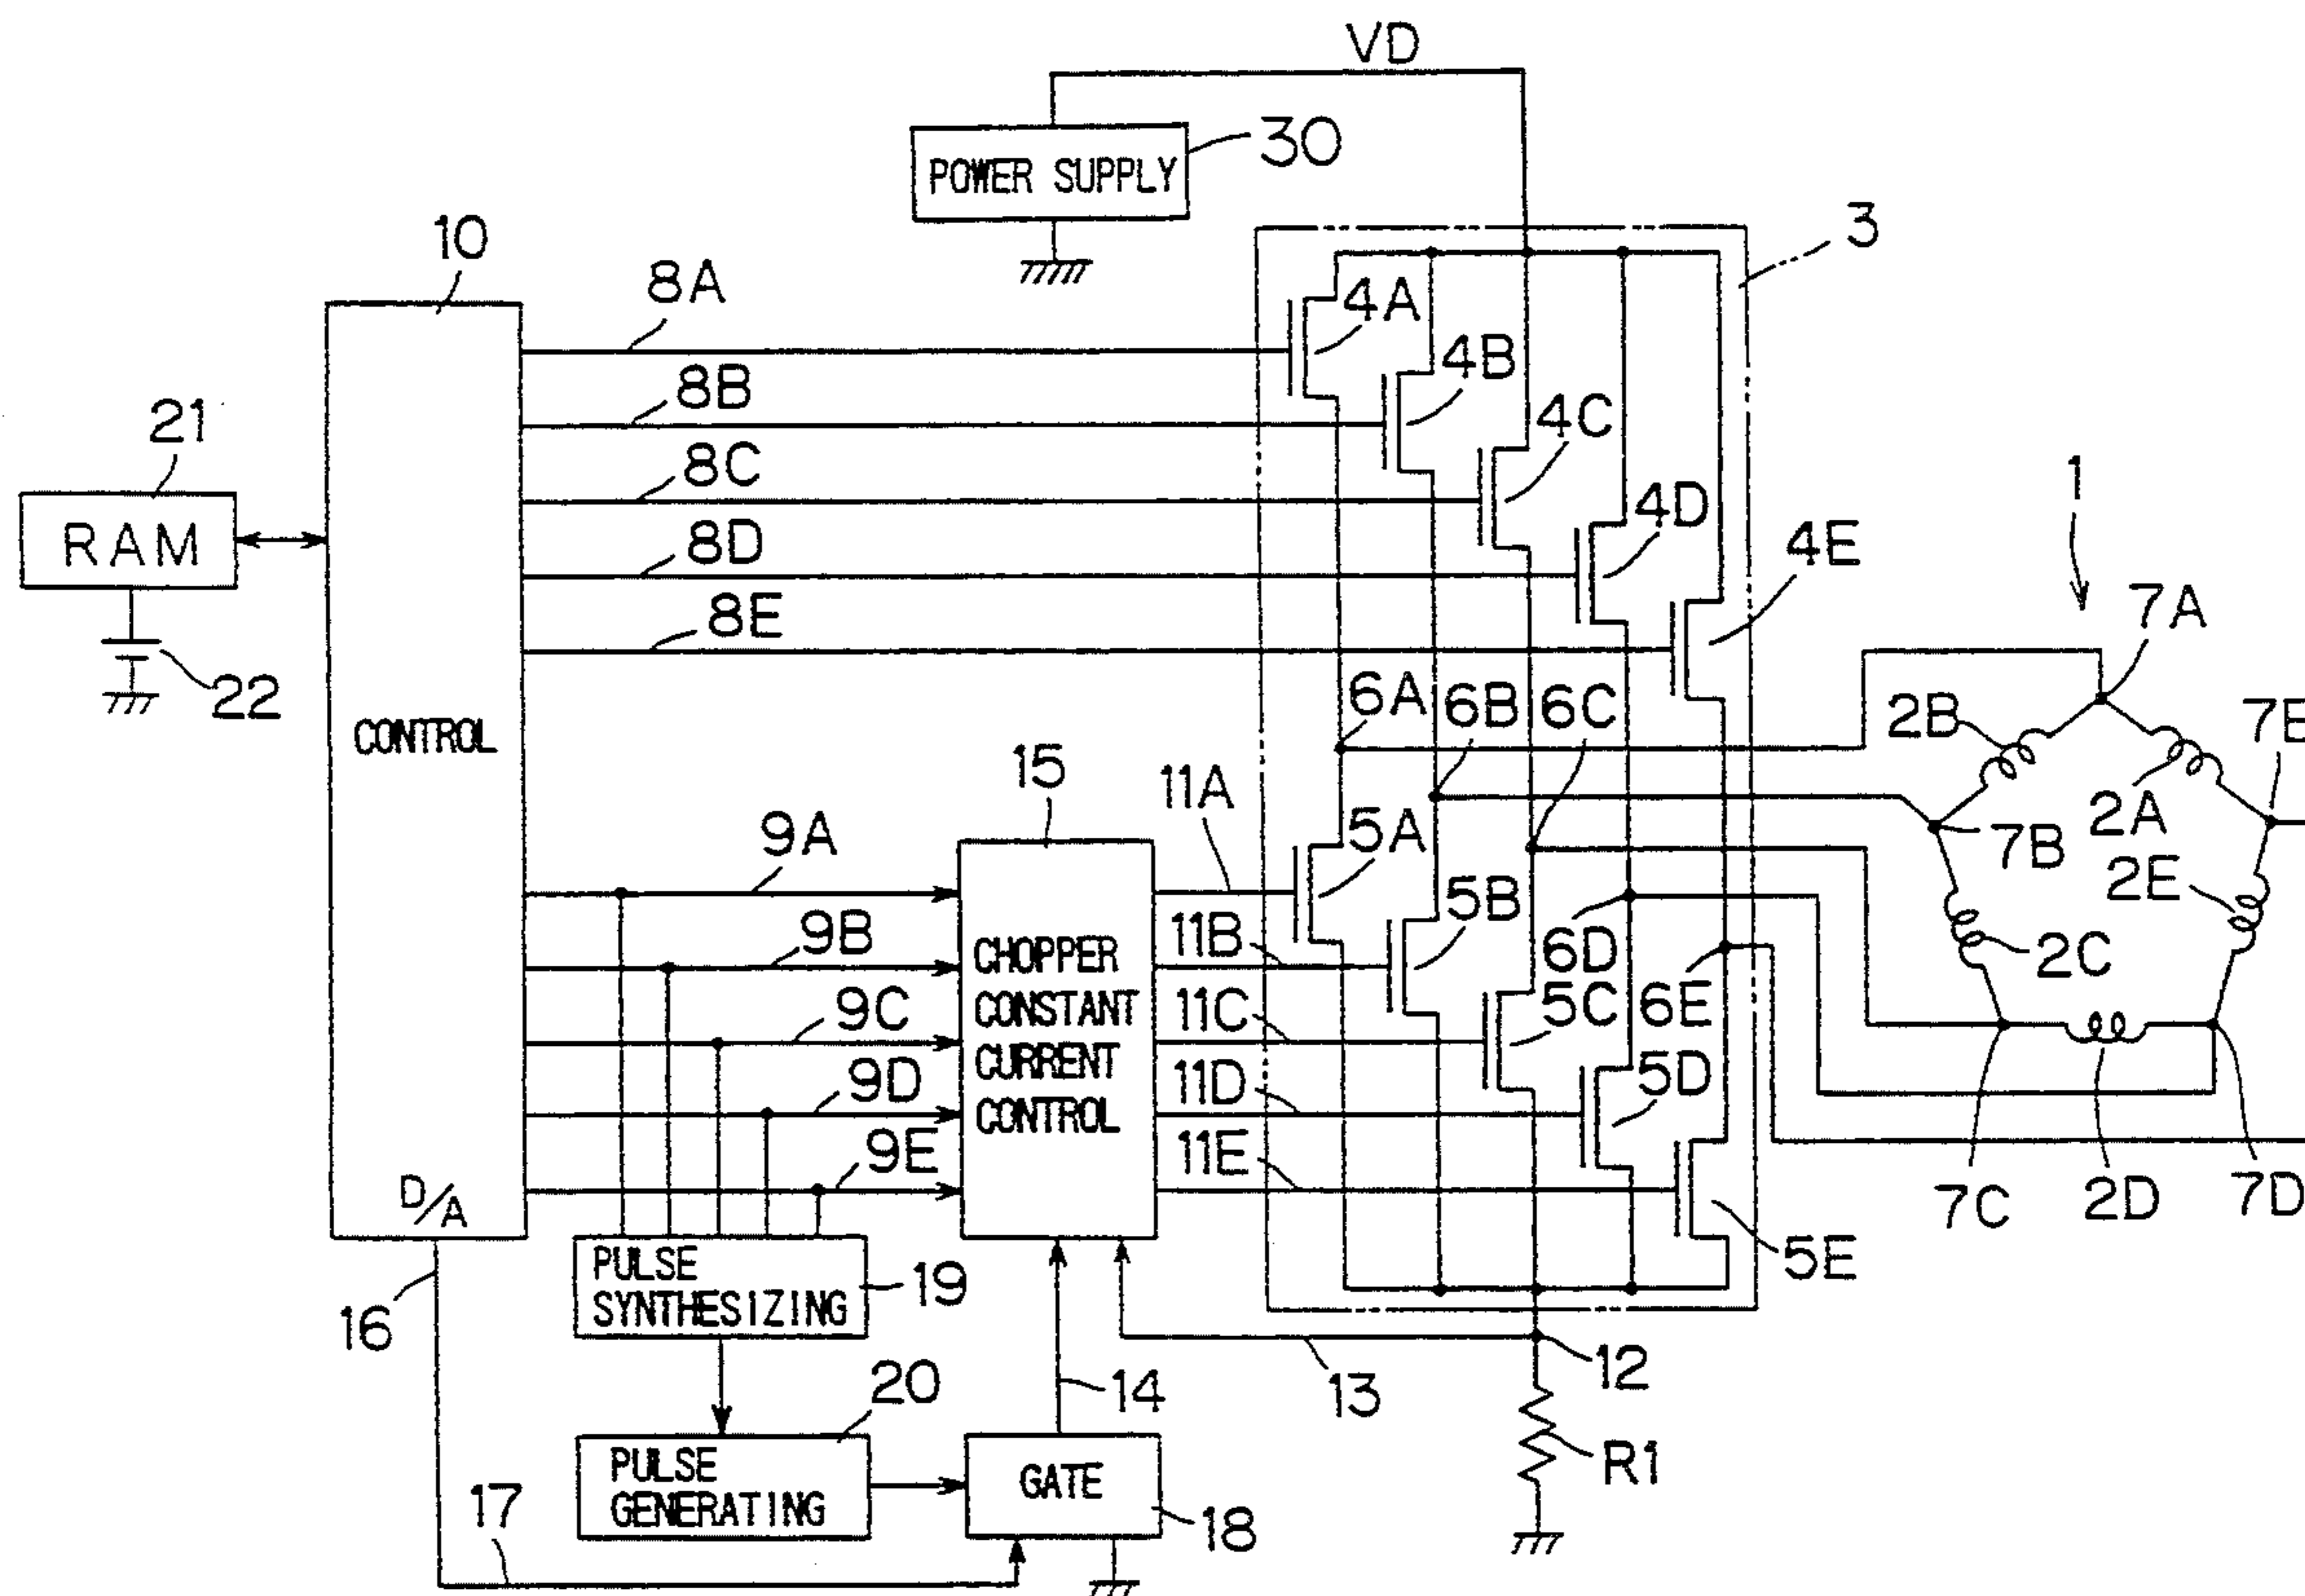 VD
POWER SUPPLY
30
3
10
8A
4A
8B
4B
21
8C
4C
RAM
8D
4D
1
8E
4E
22
7A
CONTROL
6A
6B
6C
2B
7E
15
11A
2A
9A
5A
7B
2E
9B
11B
5B
6D
2C
CHOPPER
CONSTANT
CURRENT
CONTROL
9C
11C
5C
6E
9D
11D
5D
9E
11E
7C
2D
7D
D/A
5E
16
PULSE
SYNTHESIZING
19
12
13
14
20
R1
PULSE
GENERATING
GATE
17
18